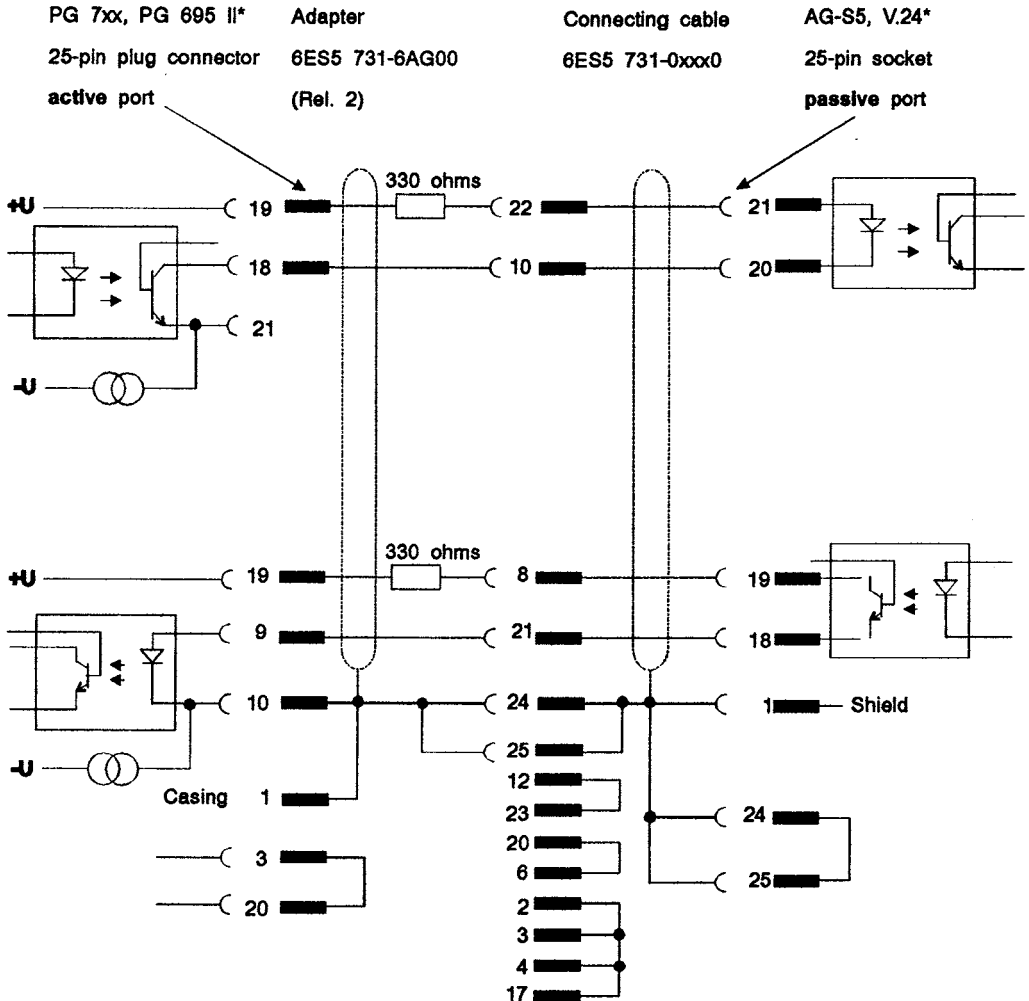 PG 7xx, PG 695 II* Adapter Connecting cable AG-S5, V.24*
25-pin plug connector 6ES5 731-6AG00 6ES5 731-0xxx0 25-pin socket
active port (Rel. 2) passive port
330 ohms
+U 19 22 21
18 10 20
21
-U
330 ohms
+U 19 8 19
9 21 18
10 24 1 Shield
25
-U
12
Casing 1
23 24
20
3 6 25
20 2
3
4
17